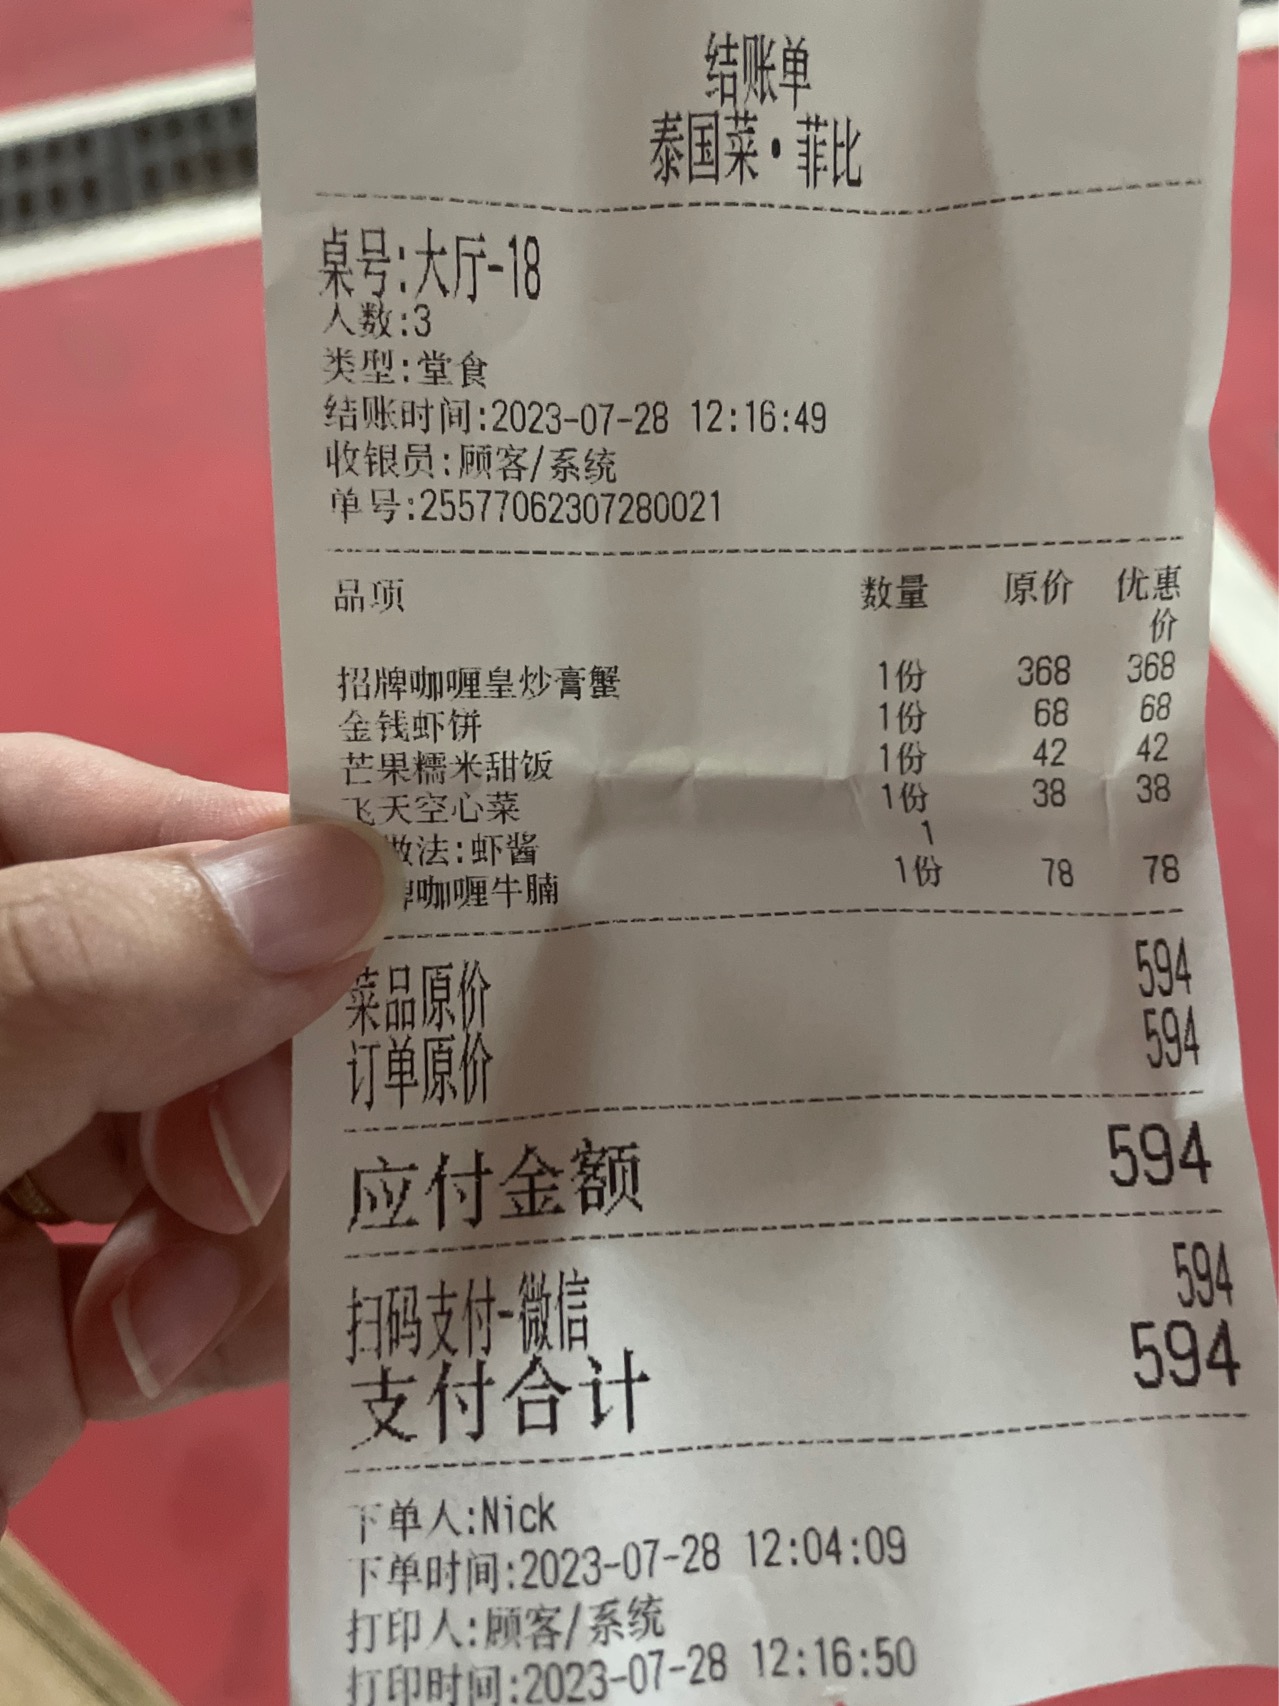 结账单
泰国菜·菲比
桌号:大厅-18
人数:3
类型:堂食
结账时间:2023-07-28 12:16:49
收银员:顾客/系统
单号:25577062307280021
品项 数量 原价 优惠价
招牌咖喱皇炒膏蟹 1份 368 368
金钱虾饼 1份 68 68
芒果糯米甜饭 1份 42 42
飞天空心菜 1份 38 38
做法:虾酱 1
牌咖喱牛腩 1份 78 78
菜品原价 594
订单原价 594
应付金额 594
扫码支付-微信 594
支付合计 594
下单人:Nick
下单时间:2023-07-28 12:04:09
打印人:顾客/系统
打印时间:2023-07-28 12:16:50